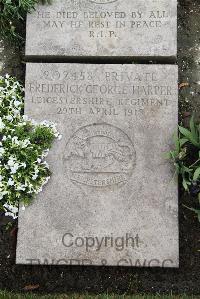 HE DIED BELOVED BY ALL
MAY HE REST IN PEACE
R.I.P.
202458 PRIVATE
FREDERICK GEORGE HARPER
LEICESTERSHIRE REGIMENT
29TH APRIL
Copyright
TWGPP & CWGC